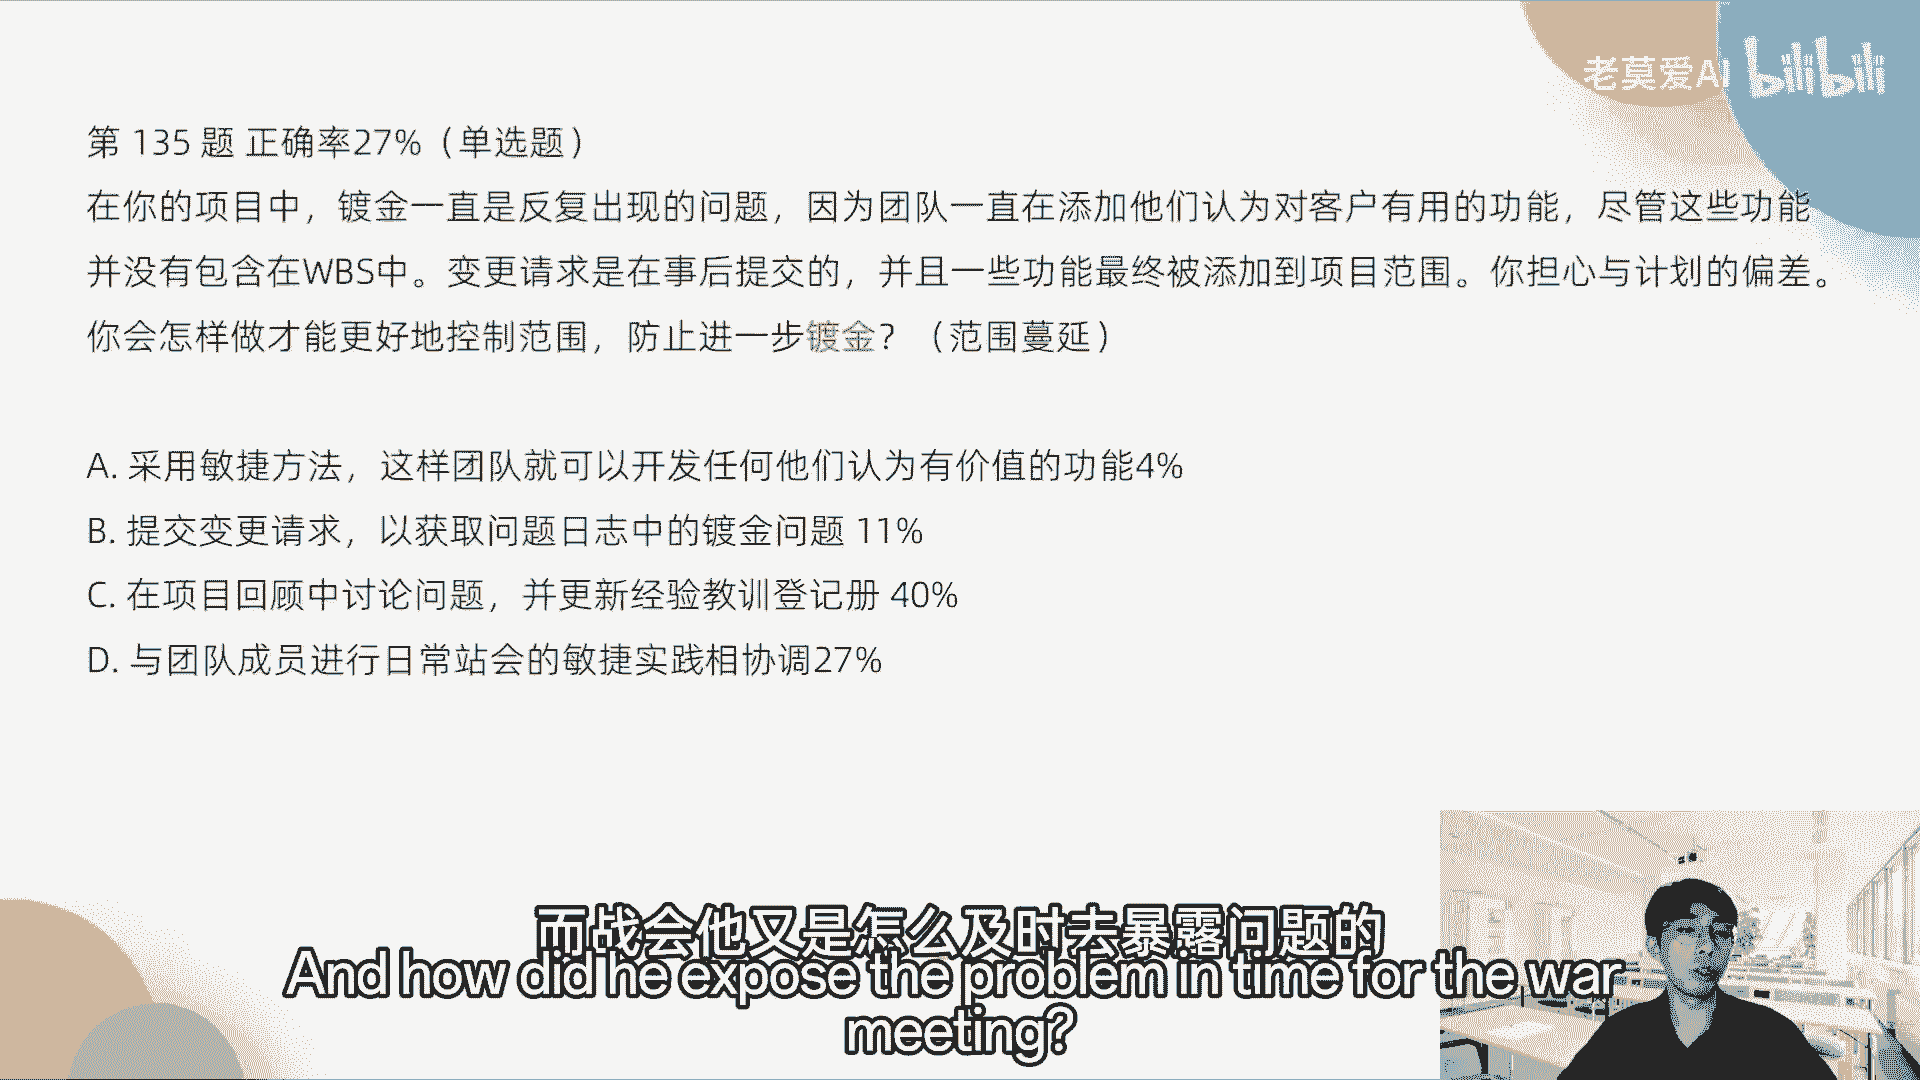 老莫爱AI bilibili
第 135 题 正确率27%（单选题）
在你的项目中，镀金一直是反复出现的问题，因为团队一直在添加他们认为对客户有用的功能，尽管这些功能
并没有包含在WBS中。变更请求是在事后提交的，并且一些功能最终被添加到项目范围。你担心与计划的偏差。
你会怎样做才能更好地控制范围，防止进一步镀金？（范围蔓延）
A. 采用敏捷方法，这样团队就可以开发任何他们认为有价值的功能4%
B. 提交变更请求，以获取问题日志中的镀金问题 11%
C. 在项目回顾中讨论问题，并更新经验教训登记册 40%
D. 与团队成员进行日常站会的敏捷实践相协调27%
而战会他又是怎么及时去暴露问题的
And how did he expose the problem in time for the war
meeting?